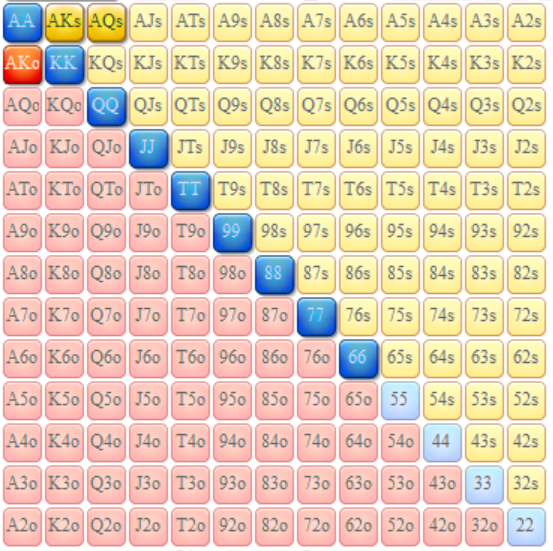 AA AKs AQs AJs ATs A9s A8s A7s A6s A5s A4s A3s A2s
AKo KK KQs KJs KTs K9s K8s K7s K6s K5s K4s K3s K2s
AQo KQo QQ QJs QTs Q9s Q8s Q7s Q6s Q5s Q4s Q3s Q2s
AJo KJo QJo JJ JTs J9s J8s J7s J6s J5s J4s J3s J2s
ATo KTo QTo JTo TT T9s T8s T7s T6s T5s T4s T3s T2s
A9o K9o Q9o J9o T9o 99 98s 97s 96s 95s 94s 93s 92s
A8o K8o Q8o J8o T8o 98o 88 87s 86s 85s 84s 83s 82s
A7o K7o Q7o J7o T7o 97o 87o 77 76s 75s 74s 73s 72s
A6o K6o Q6o J6o T6o 96o 86o 76o 66 65s 64s 63s 62s
A5o K5o Q5o J5o T5o 95o 85o 75o 65o 55 54s 53s 52s
A4o K4o Q4o J4o T4o 94o 84o 74o 64o 54o 44 43s 42s
A3o K3o Q3o J3o T3o 93o 83o 73o 63o 53o 43o 33 32s
A2o K2o Q2o J2o T2o 92o 82o 72o 62o 52o 42o 32o 22